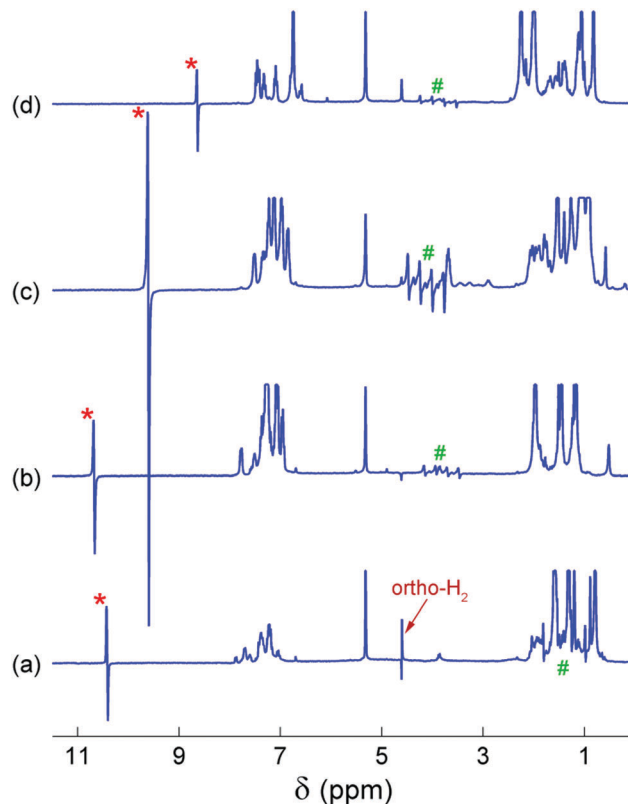 *
(d)
#
*
(c)
#
*
(b)
#
*
ortho-H₂
(a)
#
11 9 7 5 3 1
δ (ppm)